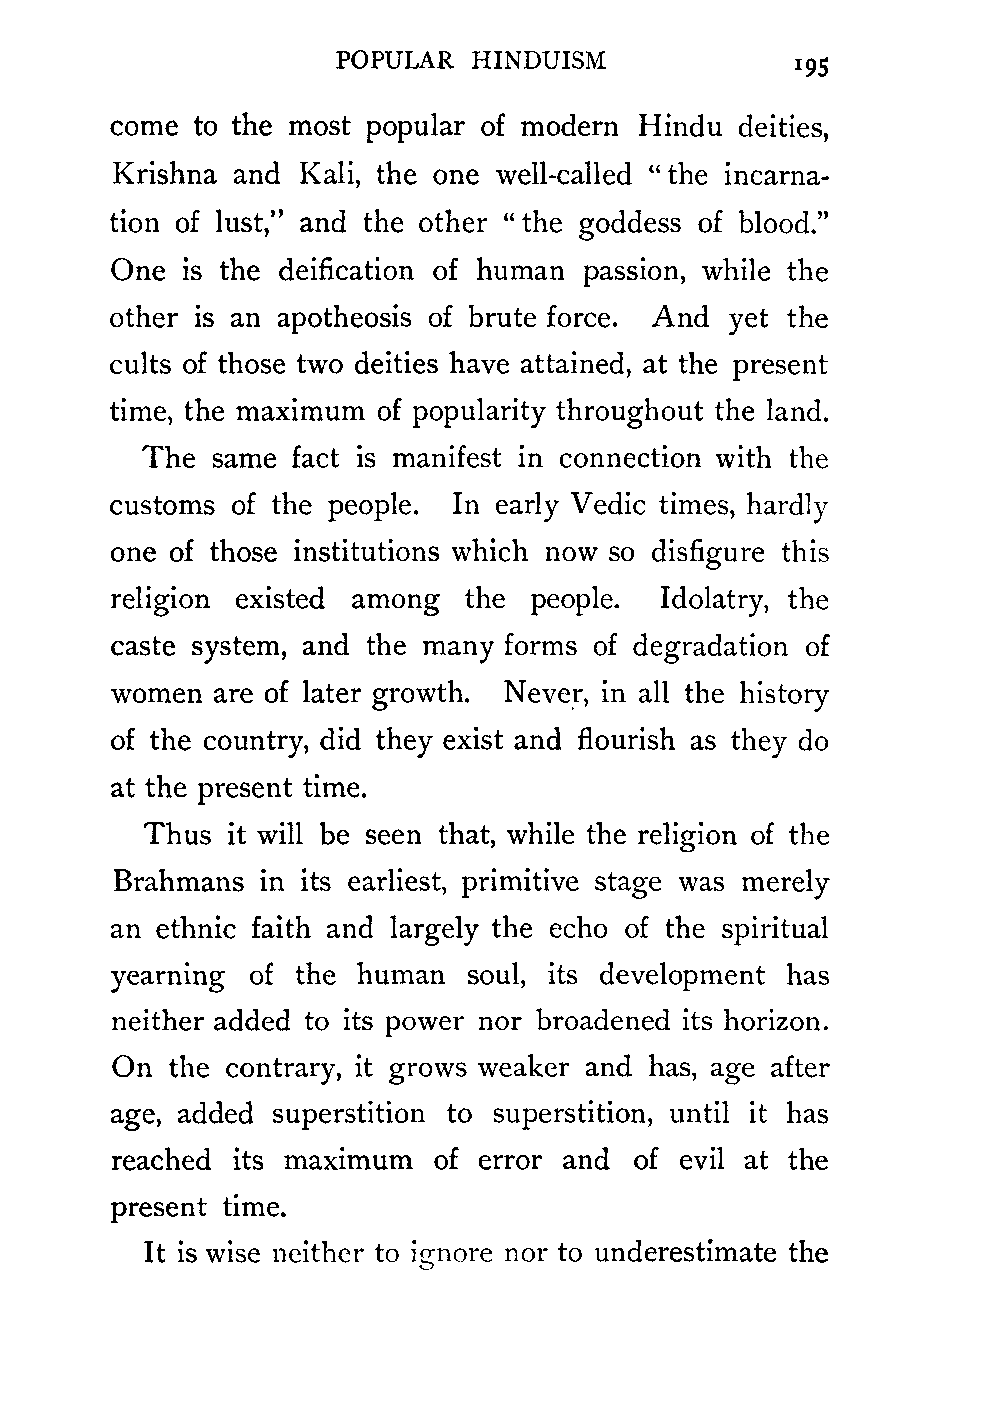 POPULAR HINDUISM 195
come to the most popular of modern Hindu deities,
Krishna and Kali, the one well-called “the incarna-
tion of lust,” and the other “the goddess of blood.”
One is the deification of human passion, while the
other is an apotheosis of brute force. And yet the
cults of those two deities have attained, at the present
time, the maximum of popularity throughout the land.
The same fact is manifest in connection with the
customs of the people. In early Vedic times, hardly
one of those institutions which now so disfigure this
religion existed among the people. Idolatry, the
caste system, and the many forms of degradation of
women are of later growth. Never, in all the history
of the country, did they exist and flourish as they do
at the present time.
Thus it will be seen that, while the religion of the
Brahmans in its earliest, primitive stage was merely
an ethnic faith and largely the echo of the spiritual
yearning of the human soul, its development has
neither added to its power nor broadened its horizon.
On the contrary, it grows weaker and has, age after
age, added superstition to superstition, until it has
reached its maximum of error and of evil at the
present time.
It is wise neither to ignore nor to underestimate the